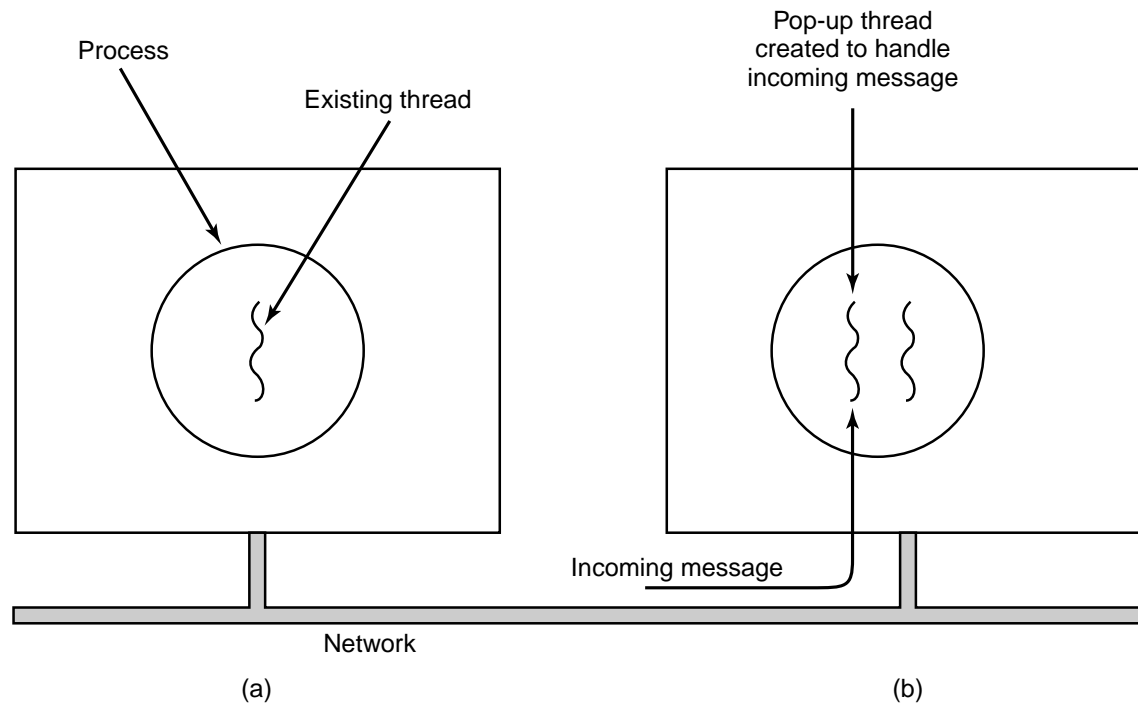 Process
Existing thread
Pop-up thread
created to handle
incoming message
Incoming message
Network
(a)
(b)